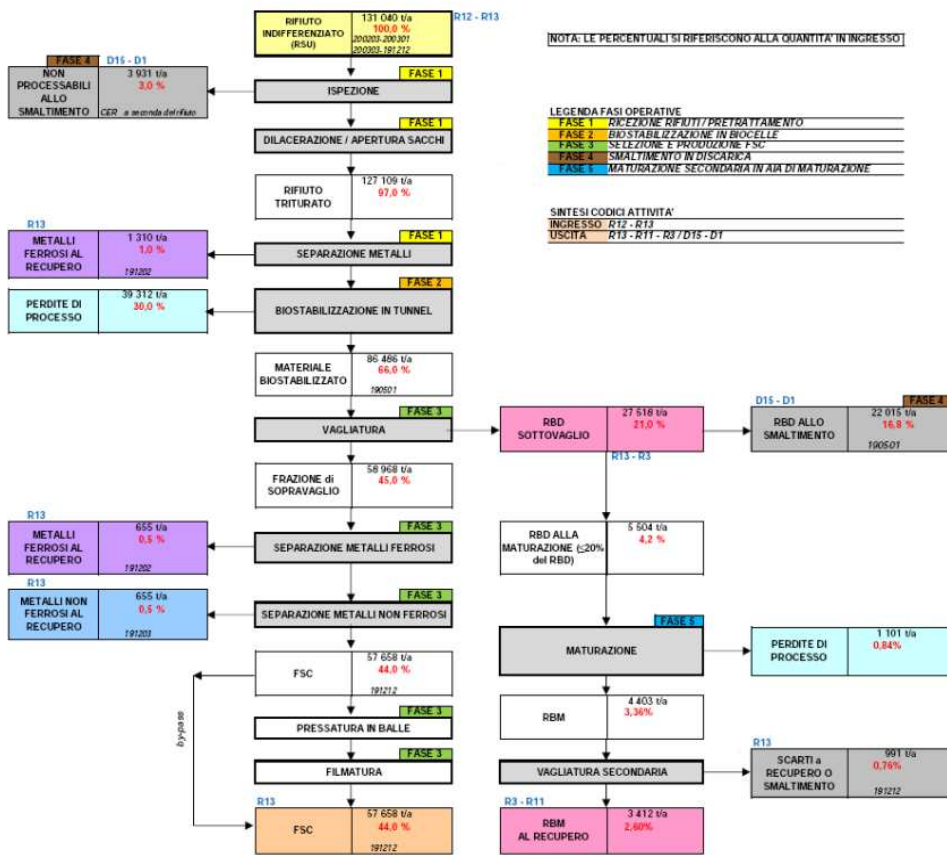 RIFIUTO
INDIFFERENZIATO
(RSU)
131 040 t/a
100,0 %
200203-200301
200303-191212
R12 - R13
NOTA: LE PERCENTUALI SI RIFERISCONO ALLA QUANTITA' IN INGRESSO
FASE 4
D15 - D1
NON
PROCESSABILI
ALLO
SMALTIMENTO
3 931 t/a
3,0 %
CER a seconda del rifiuto
FASE 1
ISPEZIONE
FASE 1
DILACERAZIONE / APERTURA SACCHI
LEGENDA FASI OPERATIVE
FASE 1 RICEZIONE RIFIUTI / PRETRATTAMENTO
FASE 2 BIOSTABILIZZAZIONE IN BIOCELLE
FASE 3 SELEZIONE E PRODUZIONE FSC
FASE 4 SMALTIMENTO IN DISCARICA
FASE 5 MATURAZIONE SECONDARIA IN AIA DI MATURAZIONE
RIFIUTO
TRITURATO
127 109 t/a
97,0 %
SINTESI CODICI ATTIVITA'
INGRESSO R12 - R13
USCITA R13 - R11 - R3 / D15 - D1
R13
METALLI
FERROSI AL
RECUPERO
1 310 t/a
1,0 %
191202
FASE 1
SEPARAZIONE METALLI
PERDITE DI
PROCESSO
39 312 t/a
30,0 %
FASE 2
BIOSTABILIZZAZIONE IN TUNNEL
MATERIALE
BIOSTABILIZZATO
86 486 t/a
66,0 %
190501
FASE 3
VAGLIATURA
RBD
SOTTOVAGLIO
27 518 t/a
21,0 %
R13 - R3
D15 - D1
FASE 4
RBD ALLO
SMALTIMENTO
22 015 t/a
16,8 %
190501
FRAZIONE di
SOPRAVAGLIO
58 968 t/a
45,0 %
R13
METALLI
FERROSI AL
RECUPERO
655 t/a
0,5 %
191202
FASE 3
SEPARAZIONE METALLI FERROSI
RBD ALLA
MATURAZIONE (≤20%
del RBD)
5 504 t/a
4,2 %
R13
METALLI NON
FERROSI AL
RECUPERO
655 t/a
0,5 %
191203
FASE 3
SEPARAZIONE METALLI NON FERROSI
FASE 5
MATURAZIONE
PERDITE DI
PROCESSO
1 101 t/a
0,84%
FSC
57 658 t/a
44,0 %
191212
by-pass
FASE 3
PRESSATURA IN BALLE
RBM
4 403 t/a
3,36%
FASE 3
FILMATURA
VAGLIATURA SECONDARIA
R13
SCARTI a
RECUPERO O
SMALTIMENTO
991 t/a
0,76%
191212
R13
FSC
57 658 t/a
44,0 %
191212
R3 - R11
RBM
AL RECUPERO
3 412 t/a
2,60%